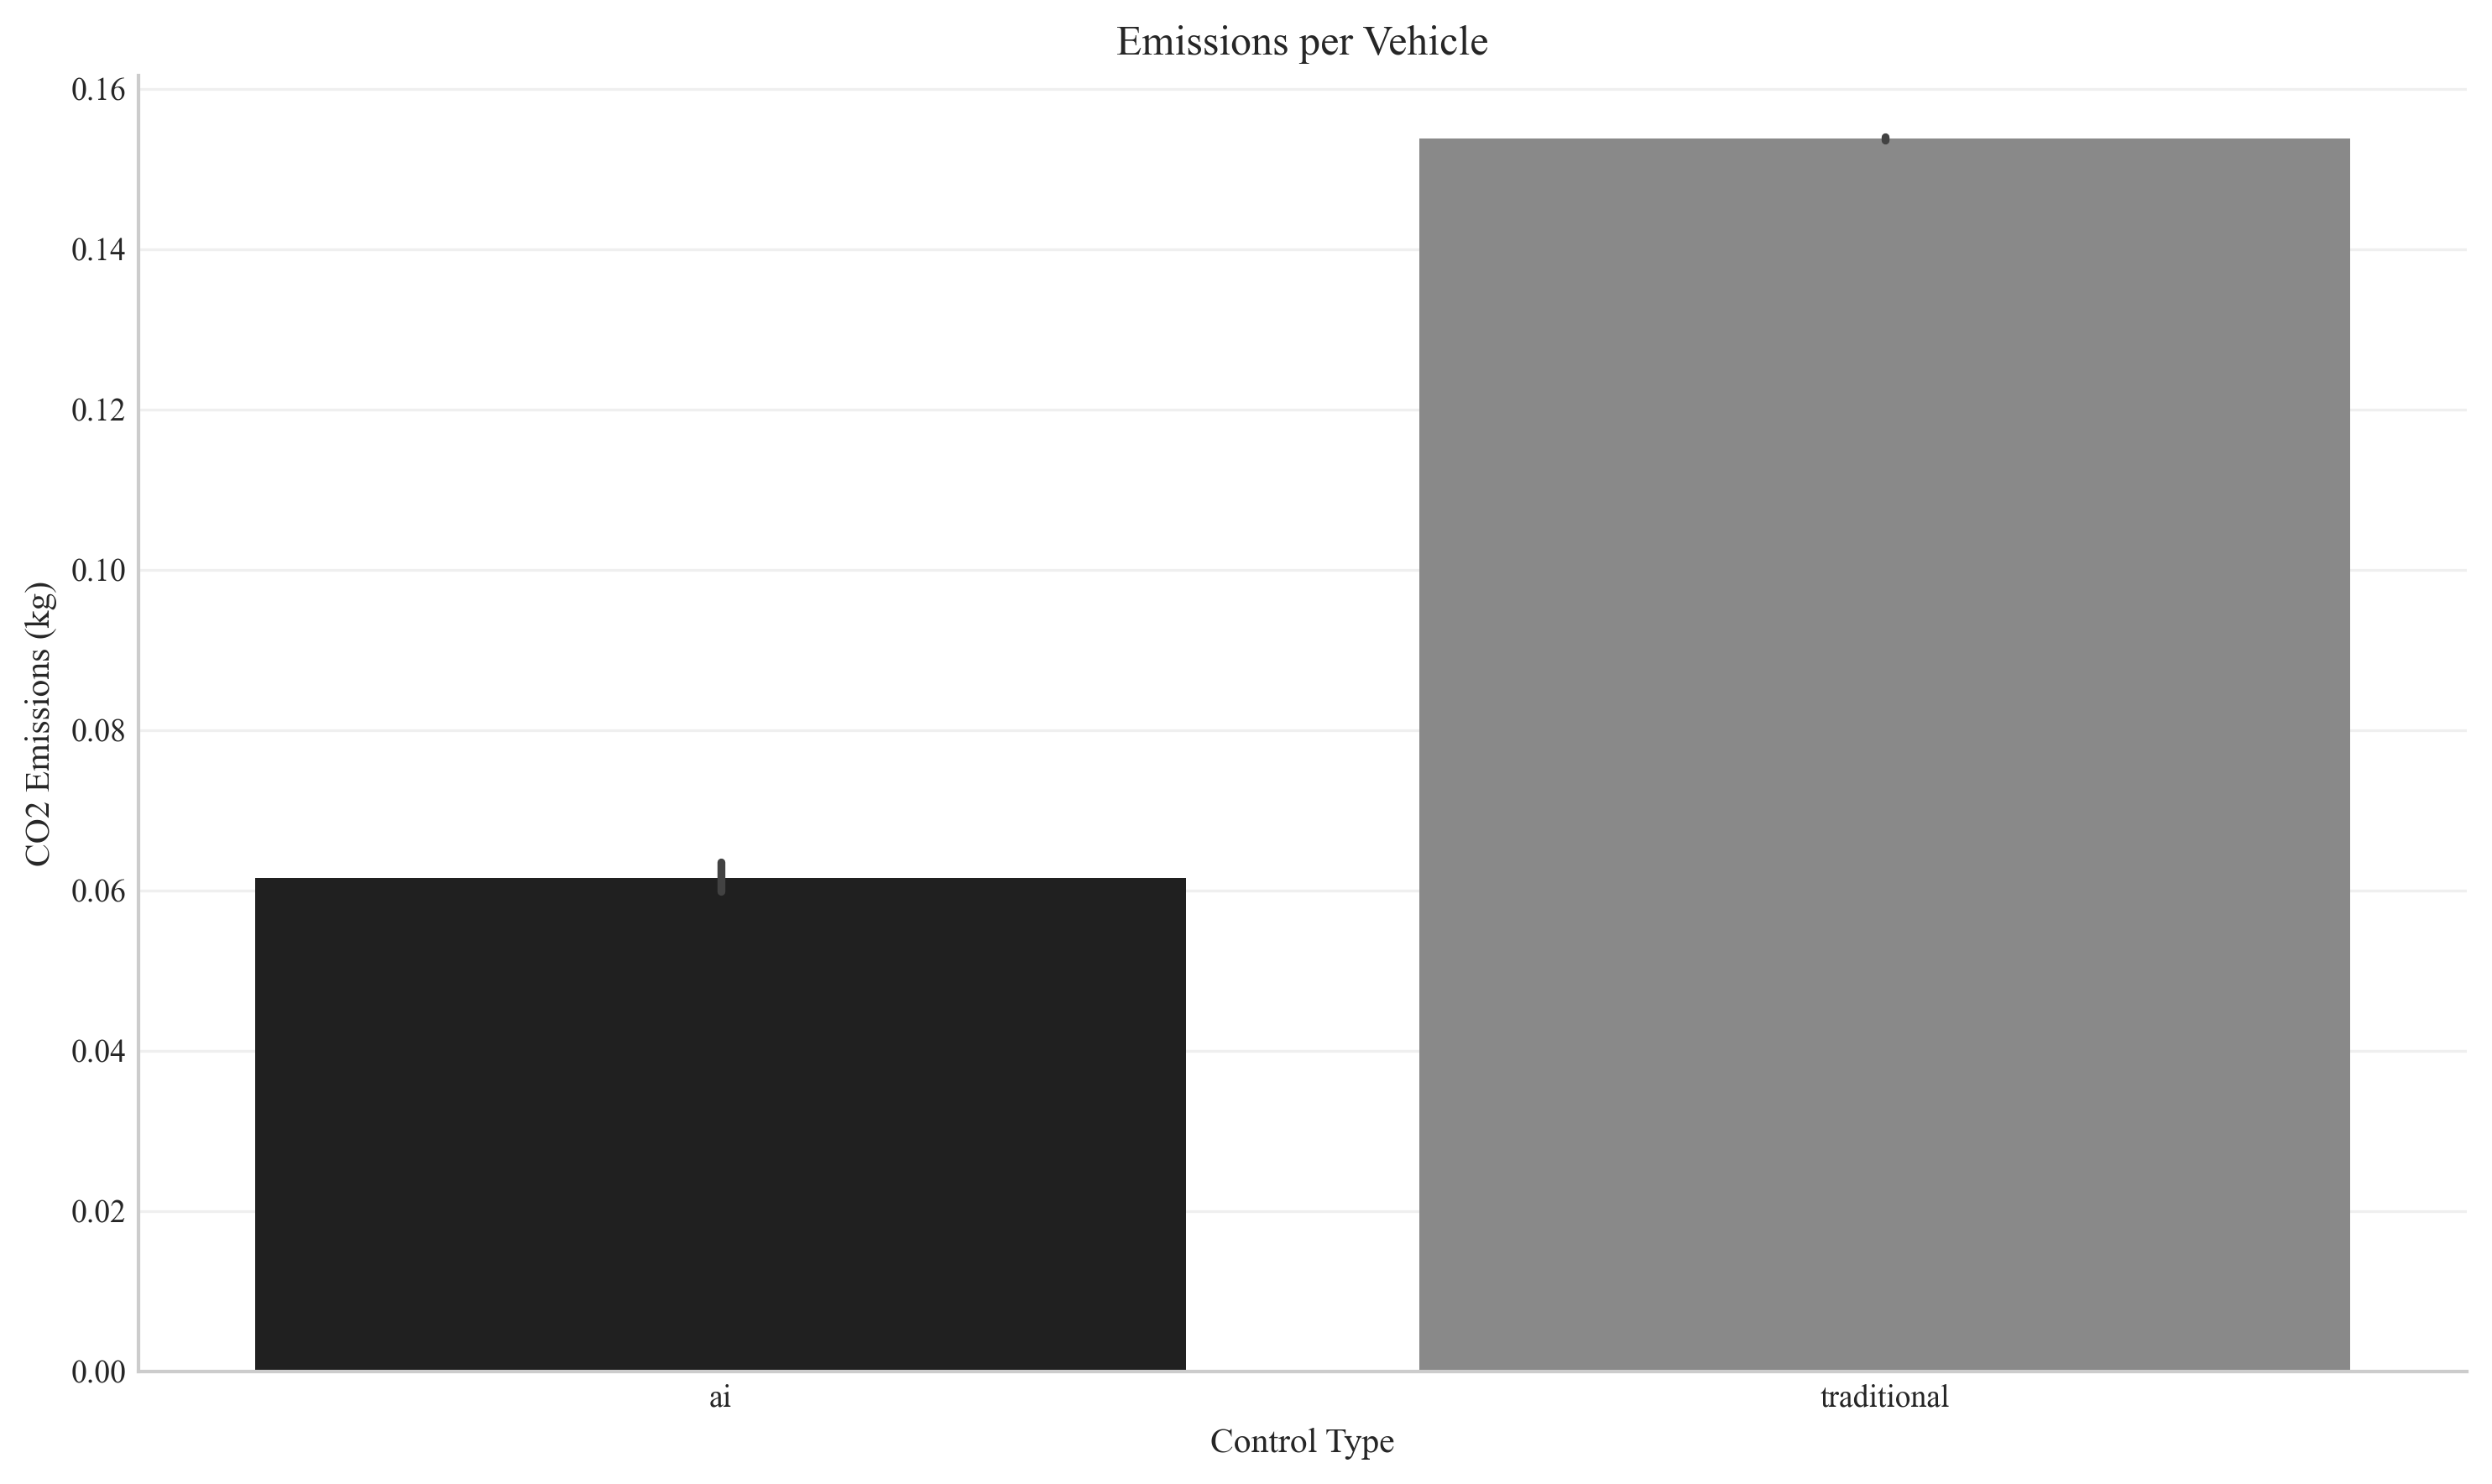 Emissions per Vehicle
0.16
0.14
0.12
0.10
0.08
0.06
0.04
0.02
0.00
CO2 Emissions (kg)
ai
traditional
Control Type